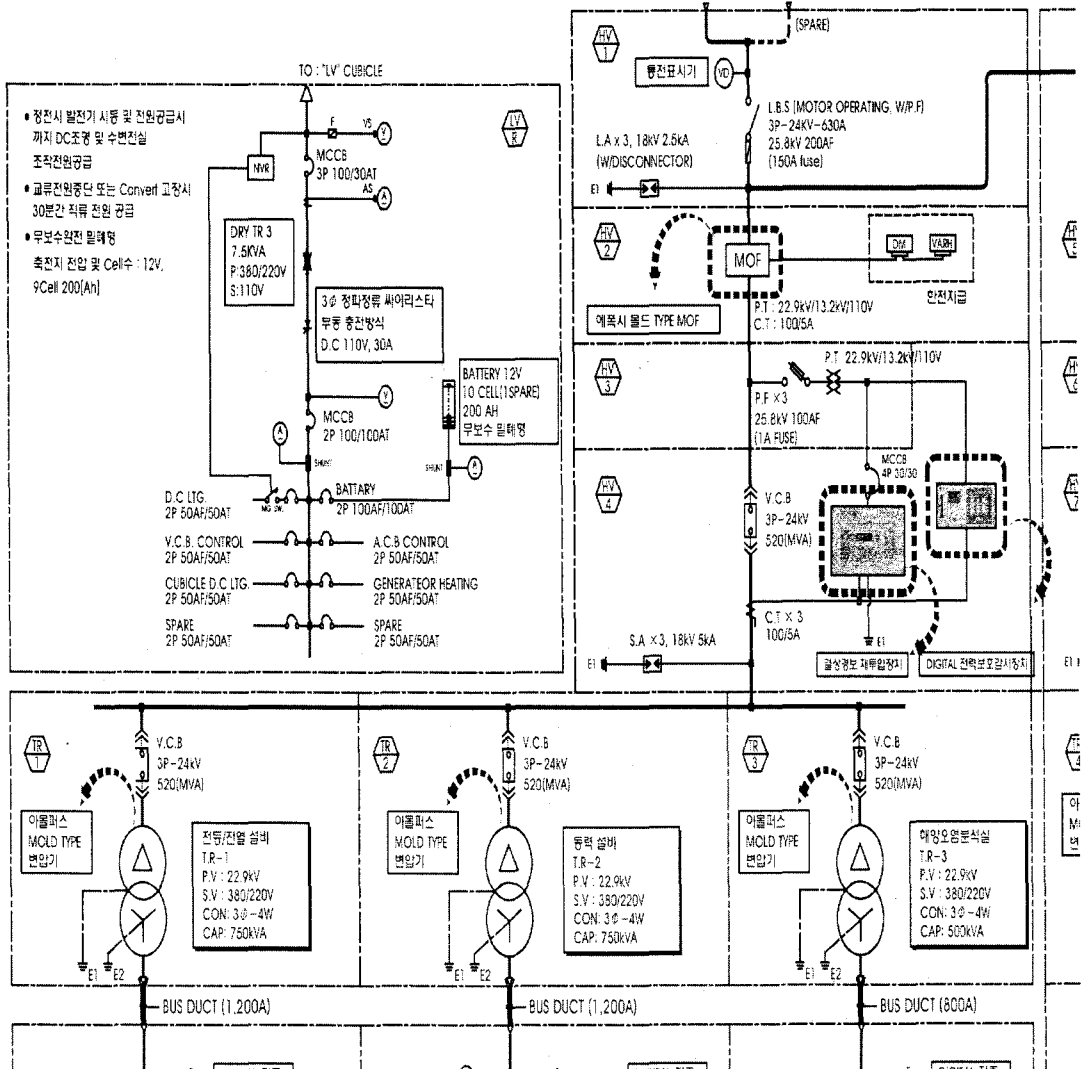 TO : "LV" CUBICLE
• 정전시 발전기 시동 및 전원공급시
까지 DC조명 및 수변전실
조작전원공급
• 교류전원중단 또는 Convert 고장시
30분간 직류 전원 공급
• 무보수완전 밀폐형
축전지 전압 및 Cell수 : 12V,
9Cell 200[Ah]
LV
R
F
VS
V
NVR
MCCB
3P 100/30AT
AS
A
DRY TR 3
7.5KVA
P:380/220V
S:110V
3∅ 정파정류 싸이리스타
부동 충전방식
D.C 110V, 30A
V
MCCB
2P 100/100AT
BATTERY 12V
10 CELL(1SPARE)
200 AH
무보수 밀폐형
A
SHUNT
SHUNT
A
D.C LTG.
2P 50AF/50AT
MG SW.
BATTARY
2P 100AF/100AT
V.C.B. CONTROL
2P 50AF/50AT
A.C.B CONTROL
2P 50AF/50AT
CUBICLE D.C LTG.
2P 50AF/50AT
GENERATEOR HEATING
2P 50AF/50AT
SPARE
2P 50AF/50AT
SPARE
2P 50AF/50AT
HV
1
(SPARE)
통전표시기
VD
L.B.S (MOTOR OPERATING, W/P.F)
3P-24KV-630A
25.8kV 200AF
(150A fuse)
L.A x 3, 18kV 2.5kA
(W/DISCONNECTOR)
E1
HV
2
MOF
DM
VARH
한전지급
에폭시 몰드 TYPE MOF
P.T : 22.9kV/13.2kV/110V
C.T : 100/5A
HV
3
P.T 22.9kV/13.2kV/110V
P.F ×3
25.8kV 100AF
(1A FUSE)
HV
4
MCCB
4P 30/30
V.C.B
3P-24kV
520(MVA)
C.T × 3
100/5A
E1
S.A ×3, 18kV 5kA
E1
결상경보 재투입장치
DIGITAL 전력보호감시장치
E1
TR
1
V.C.B
3P-24kV
520(MVA)
아몰퍼스
MOLD TYPE
변압기
전등/전열 설비
T.R-1
P.V : 22.9kV
S.V : 380/220V
CON: 3∅-4W
CAP: 750kVA
E1
E2
BUS DUCT (1,200A)
TR
2
V.C.B
3P-24kV
520(MVA)
아몰퍼스
MOLD TYPE
변압기
동력 설비
T.R-2
P.V : 22.9kV
S.V : 380/220V
CON: 3∅-4W
CAP: 750kVA
E1
E2
BUS DUCT (1,200A)
TR
3
V.C.B
3P-24kV
520(MVA)
아몰퍼스
MOLD TYPE
변압기
해양오염분석실
T.R-3
P.V : 22.9kV
S.V : 380/220V
CON: 3∅-4W
CAP: 500kVA
E1
E2
BUS DUCT (800A)